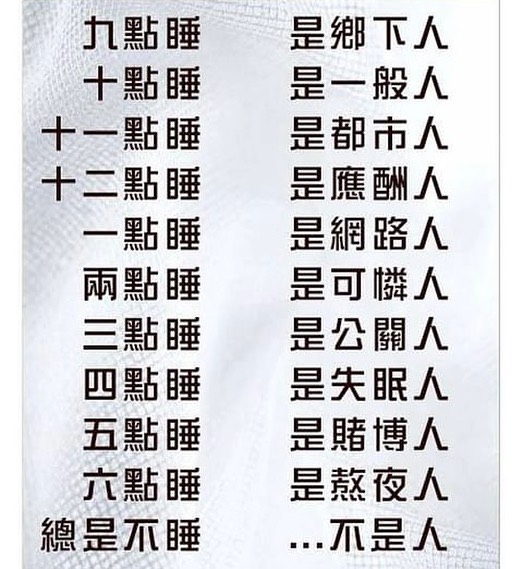 九點睡 是鄉下人
十點睡 是一般人
十一點睡 是都市人
十二點睡 是應酬人
一點睡 是網路人
兩點睡 是可憐人
三點睡 是公關人
四點睡 是失眠人
五點睡 是賭博人
六點睡 是熬夜人
總是不睡 ...不是人